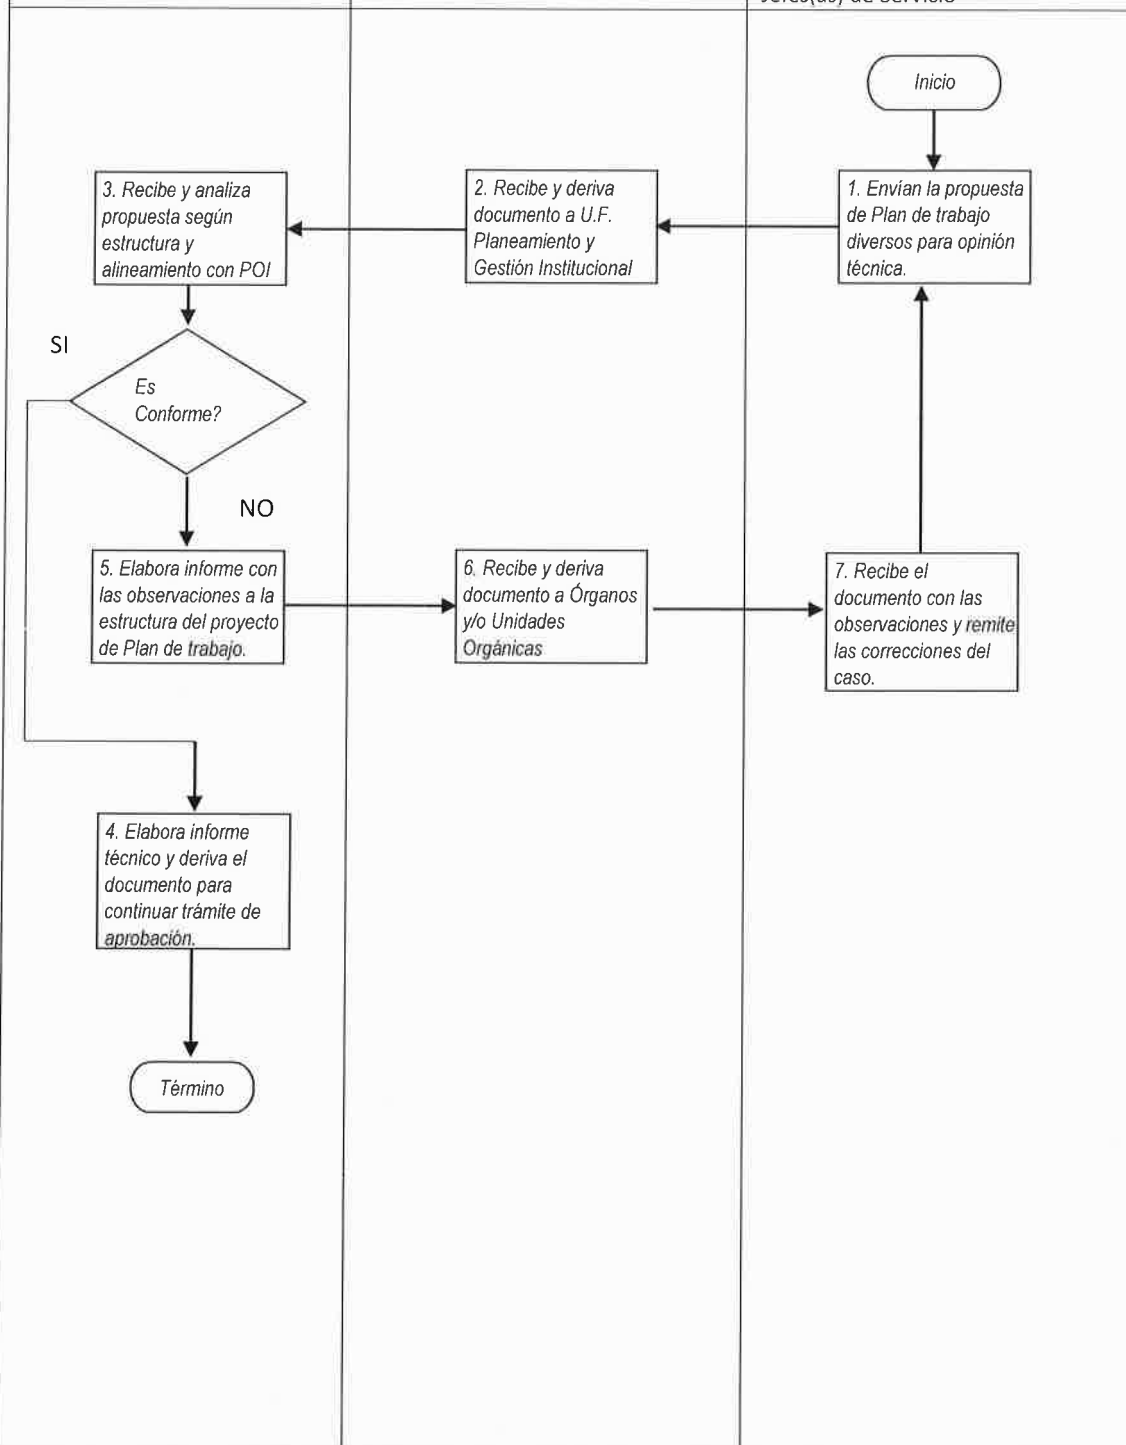 Inicio
3. Recibe y analiza
propuesta según
estructura y
alineamiento con POI
2. Recibe y deriva
documento a U.F.
Planeamiento y
Gestión Institucional
1. Envían la propuesta
de Plan de trabajo
diversos para opinión
técnica.
SI
Es
Conforme?
NO
5. Elabora informe con
las observaciones a la
estructura del proyecto
de Plan de trabajo.
6. Recibe y deriva
documento a Órganos
y/o Unidades
Orgánicas
7. Recibe el
documento con las
observaciones y remite
las correcciones del
caso.
4. Elabora informe
técnico y deriva el
documento para
continuar trámite de
aprobación.
Término